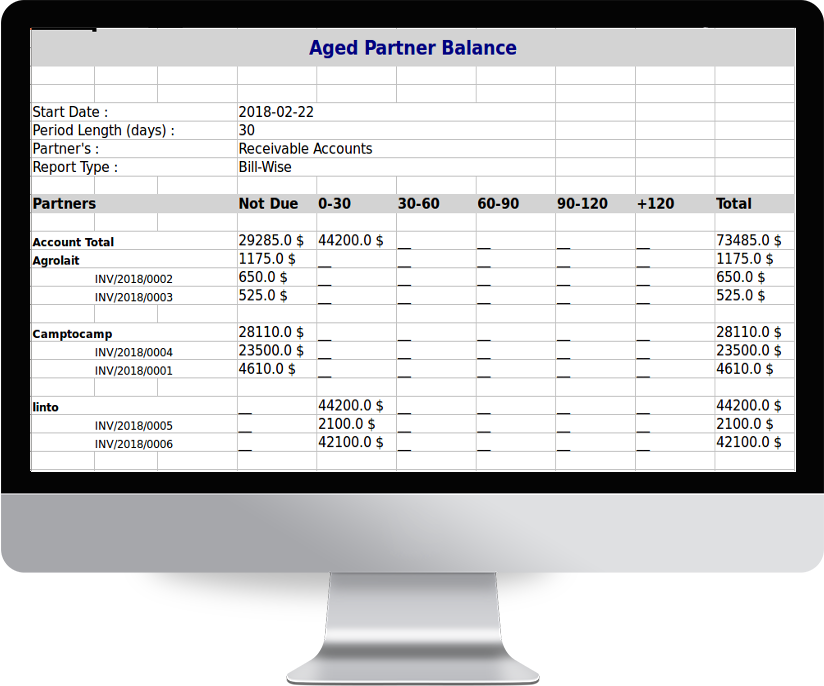 Aged Partner Balance
Start Date : 2018-02-22
Period Length (days) : 30
Partner's : Receivable Accounts
Report Type : Bill-Wise
Partners Not Due 0-30 30-60 60-90 90-120 +120 Total
Account Total 29285.0 $ 44200.0 $ __ __ __ __ 73485.0 $
Agrolait 1175.0 $ __ __ __ __ __ 1175.0 $
INV/2018/0002 650.0 $ __ __ __ __ __ 650.0 $
INV/2018/0003 525.0 $ __ __ __ __ __ 525.0 $
Camptocamp 28110.0 $ __ __ __ __ __ 28110.0 $
INV/2018/0004 23500.0 $ __ __ __ __ __ 23500.0 $
INV/2018/0001 4610.0 $ __ __ __ __ __ 4610.0 $
linto __ 44200.0 $ __ __ __ __ 44200.0 $
INV/2018/0005 __ 2100.0 $ __ __ __ __ 2100.0 $
INV/2018/0006 __ 42100.0 $ __ __ __ __ 42100.0 $